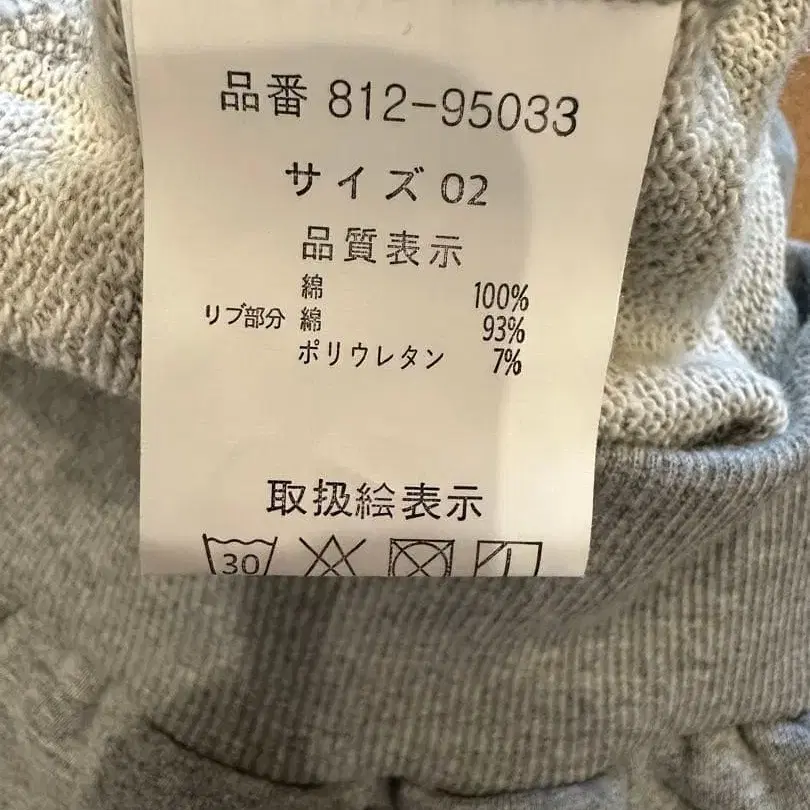 品番 812-95033
サイズ 02
品質表示
綿 100%
リブ部分 綿 93%
ポリウレタン 7%
取扱絵表示
30